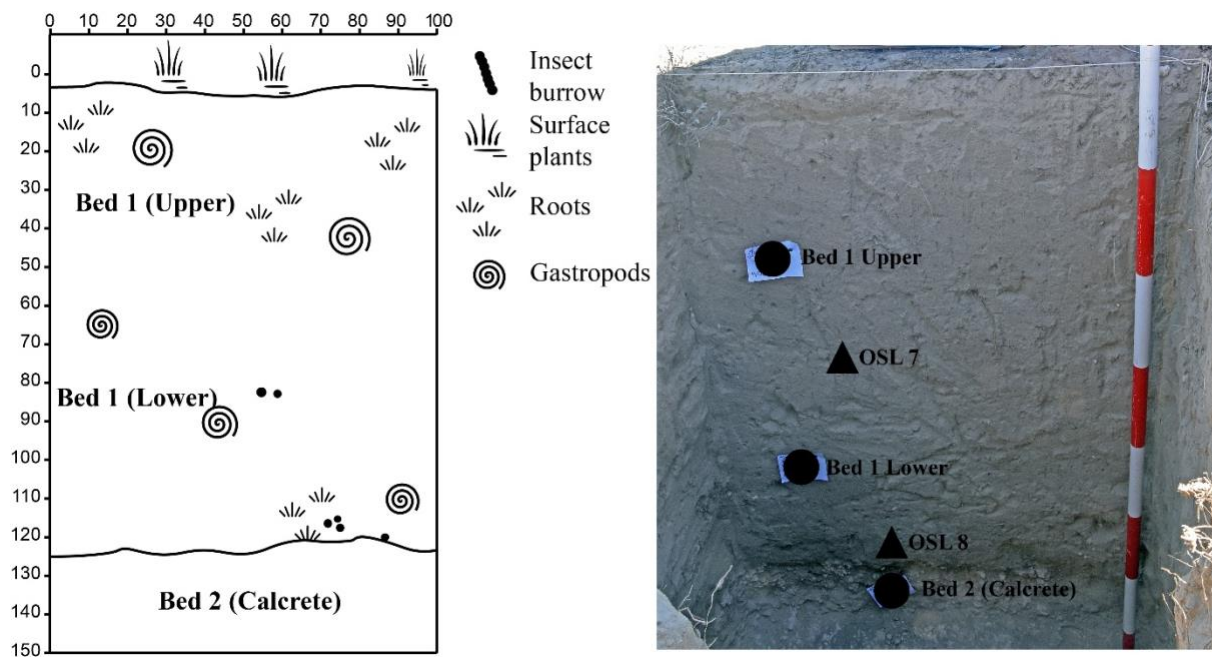 0 10 20 30 40 50 60 70 80 90 100
0
10
20
30
40
50
60
70
80
90
100
110
120
130
140
150
Bed 1 (Upper)
Bed 1 (Lower)
Bed 2 (Calcrete)
Insect
burrow
Surface
plants
Roots
Gastropods
Bed 1 Upper
OSL 7
Bed 1 Lower
OSL 8
Bed 2 (Calcrete)